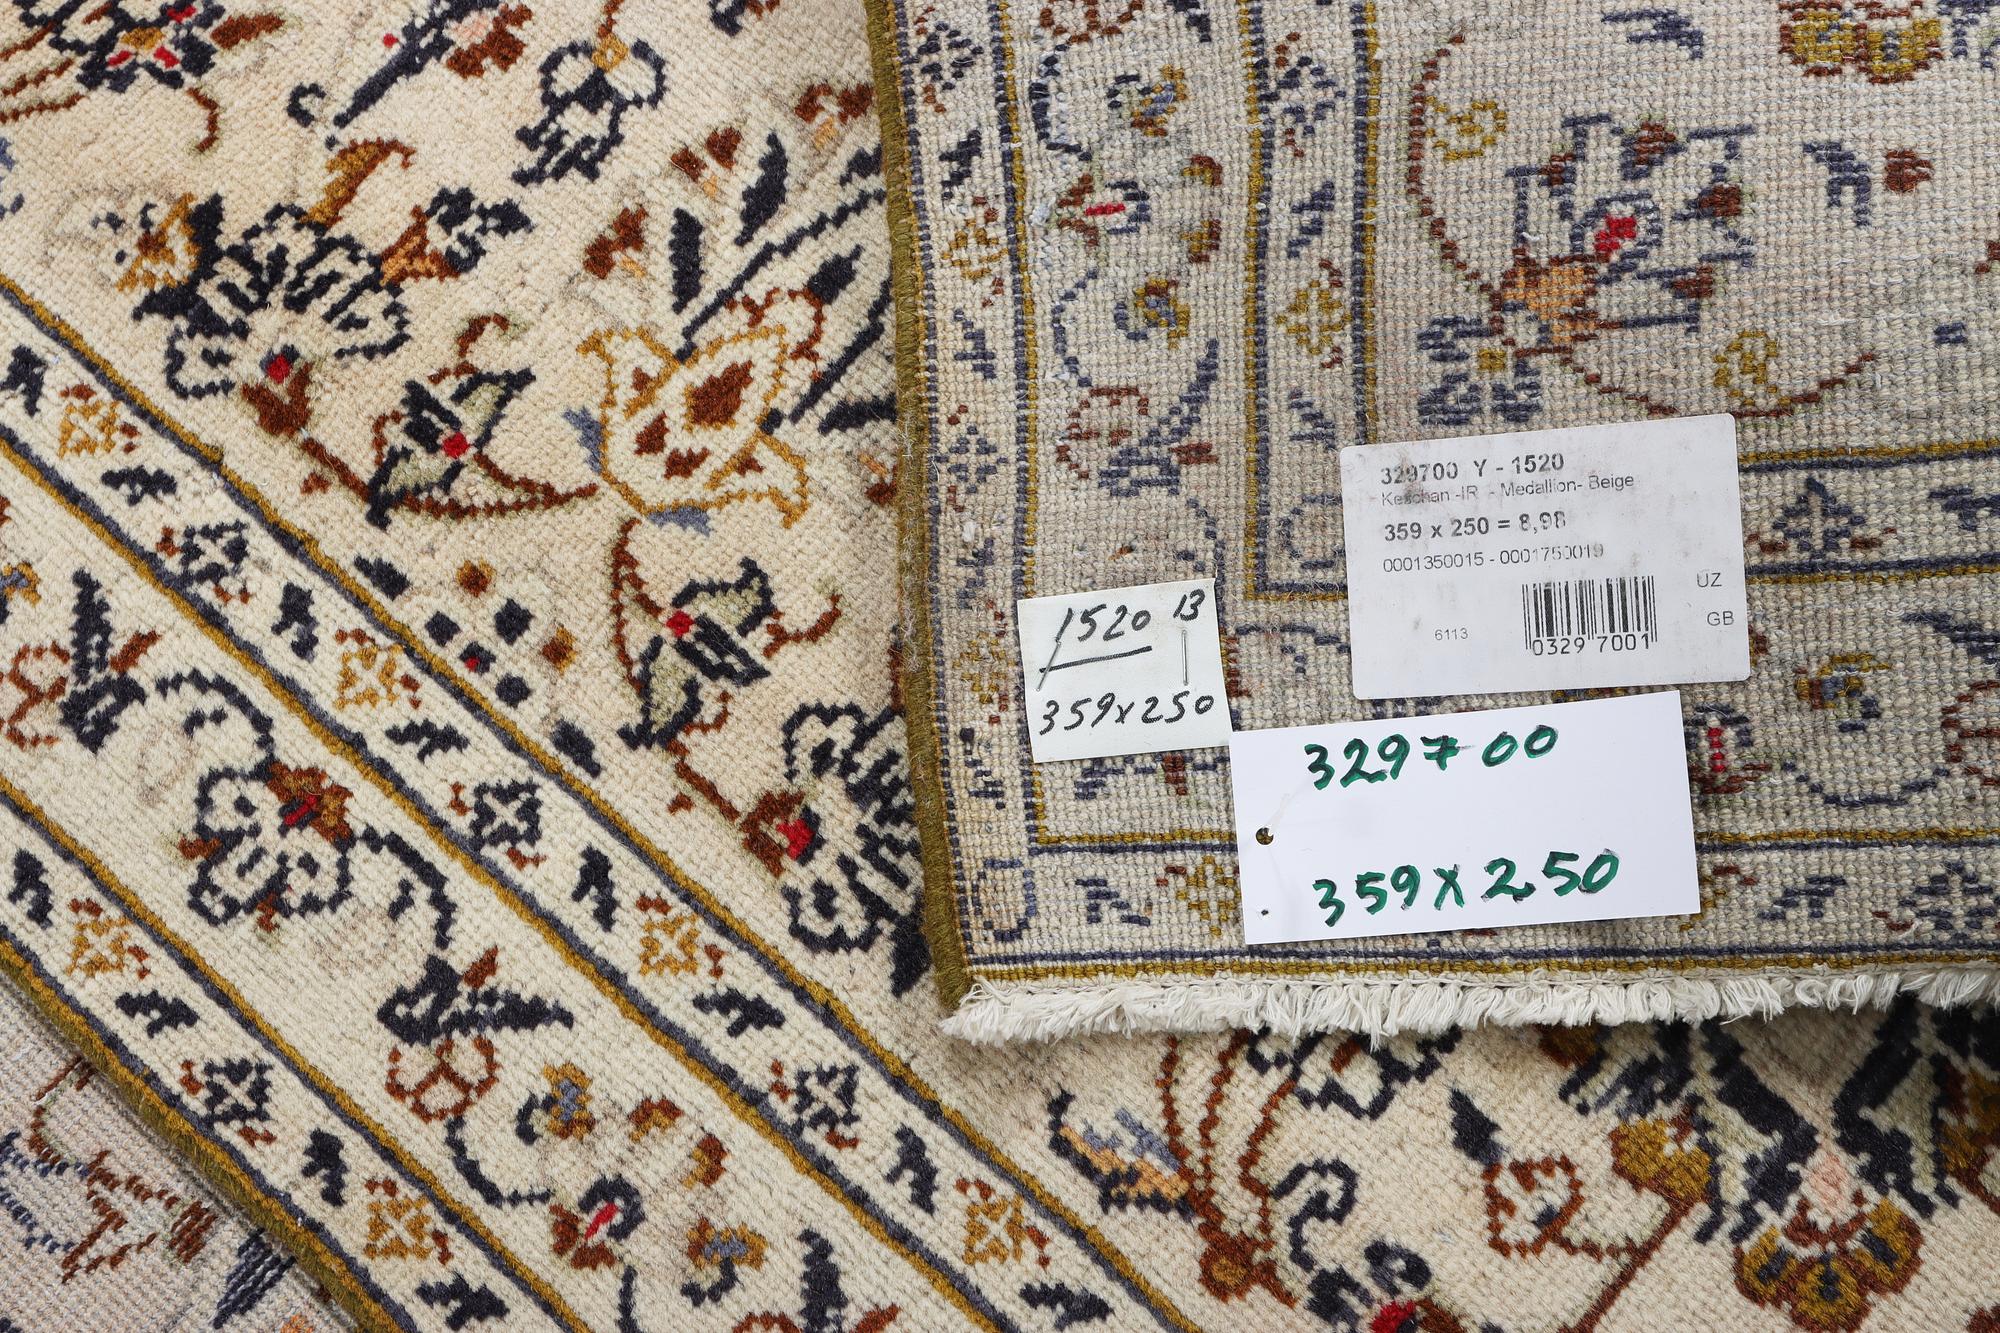 329700 Y - 1520
Keschan -IR - Medallion- Beige
359 x 250 = 8,98
0001350015 - 0001750019
UZ
GB
6113
0329 7001
1520 13
359x250
329700
359x250